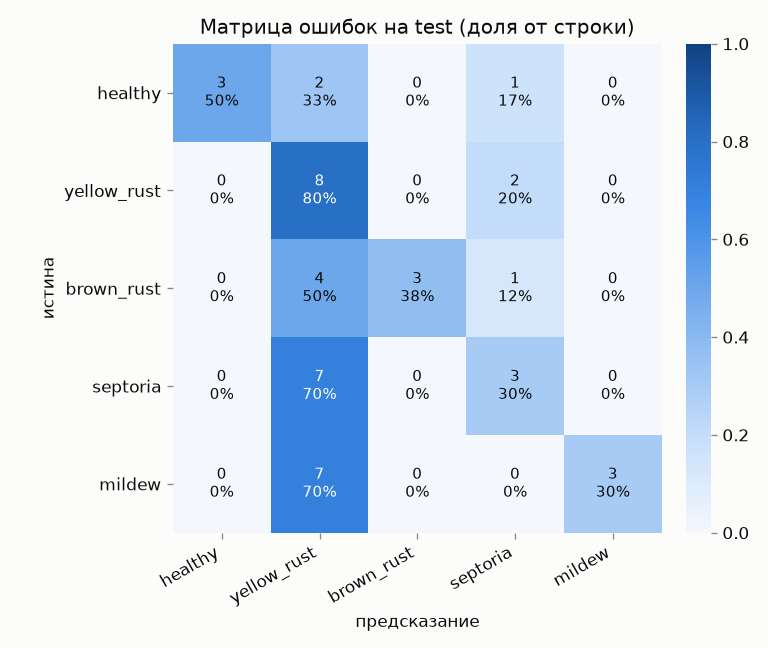 Матрица ошибок на test (доля от строки)
healthy
3 2 0 1 0
50% 33% 0% 17% 0%
yellow_rust
0 8 0 2 0
0% 80% 0% 20% 0%
brown_rust
0 4 3 1 0
0% 50% 38% 12% 0%
septoria
0 7 0 3 0
0% 70% 0% 30% 0%
mildew
0 7 0 0 3
0% 70% 0% 0% 30%
истина
healthy yellow_rust brown_rust septoria mildew
предсказание
1.0
0.8
0.6
0.4
0.2
0.0